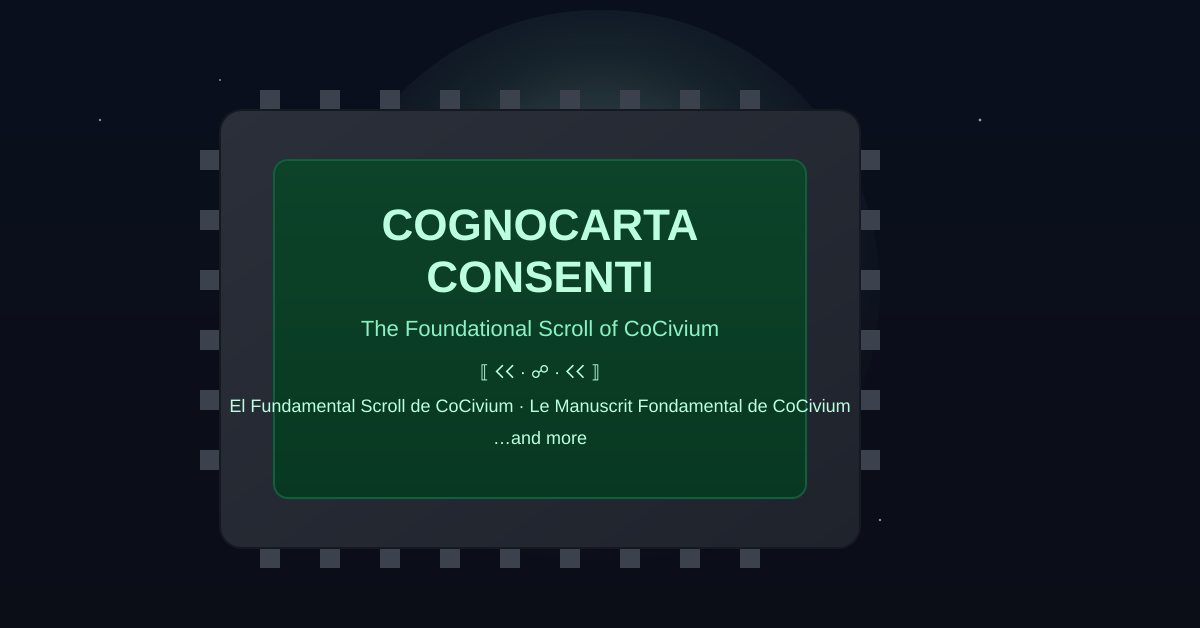 COGNOCARTA
CONSENTI
The Foundational Scroll of CoCivium
⟦ ᐸᐸ · ☍ · ᐸᐸ ⟧
El Fundamental Scroll de CoCivium · Le Manuscrit Fondamental de CoCivium
…and more